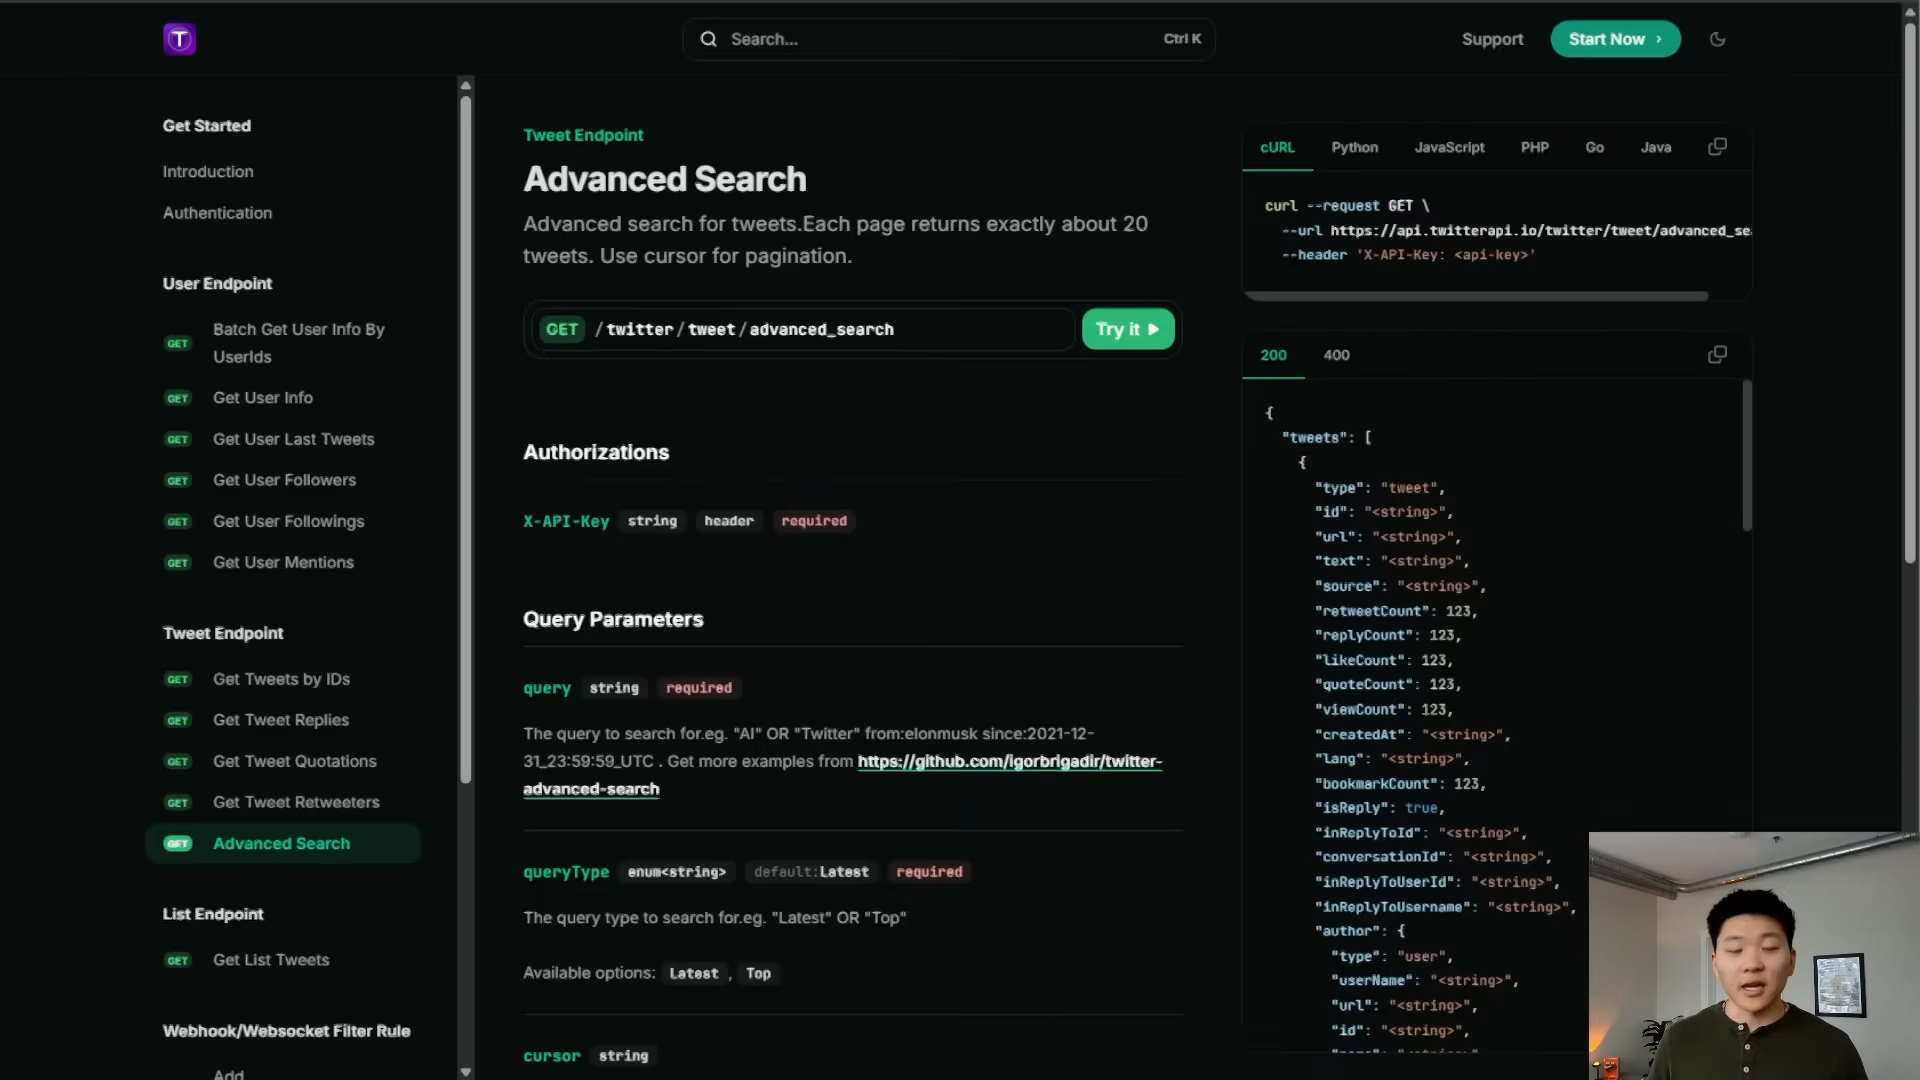 T
Search...
Ctrl K
Support
Start Now
Get Started
Introduction
Authentication
User Endpoint
GET Batch Get User Info By
UserIds
GET Get User Info
GET Get User Last Tweets
GET Get User Followers
GET Get User Followings
GET Get User Mentions
Tweet Endpoint
GET Get Tweets by IDs
GET Get Tweet Replies
GET Get Tweet Quotations
GET Get Tweet Retweeters
GET Advanced Search
List Endpoint
GET Get List Tweets
Webhook/Websocket Filter Rule
Add
Tweet Endpoint
Advanced Search
Advanced search for tweets.Each page returns exactly about 20
tweets. Use cursor for pagination.
GET /twitter/tweet/advanced_search
Try it
Authorizations
X-API-Key string header required
Query Parameters
query string required
The query to search for.eg. "AI" OR "Twitter" from:elonmusk since:2021-12-
31_23:59:59_UTC . Get more examples from https://github.com/igorbrigadir/twitter-
advanced-search
queryType enum<string> default:Latest required
The query type to search for.eg. "Latest" OR "Top"
Available options: Latest , Top
cursor string
cURL Python JavaScript PHP Go Java
curl --request GET \
--url https://api.twitterapi.io/twitter/tweet/advanced_sea
--header 'X-API-Key: <api-key>'
200 400
{
"tweets": [
{
"type": "tweet",
"id": "<string>",
"url": "<string>",
"text": "<string>",
"source": "<string>",
"retweetCount": 123,
"replyCount": 123,
"likeCount": 123,
"quoteCount": 123,
"viewCount": 123,
"createdAt": "<string>",
"lang": "<string>",
"bookmarkCount": 123,
"isReply": true,
"inReplyToId": "<string>",
"conversationId": "<string>",
"inReplyToUserId": "<string>",
"inReplyToUsername": "<string>",
"author": {
"type": "user",
"userName": "<string>",
"url": "<string>",
"id": "<string>",